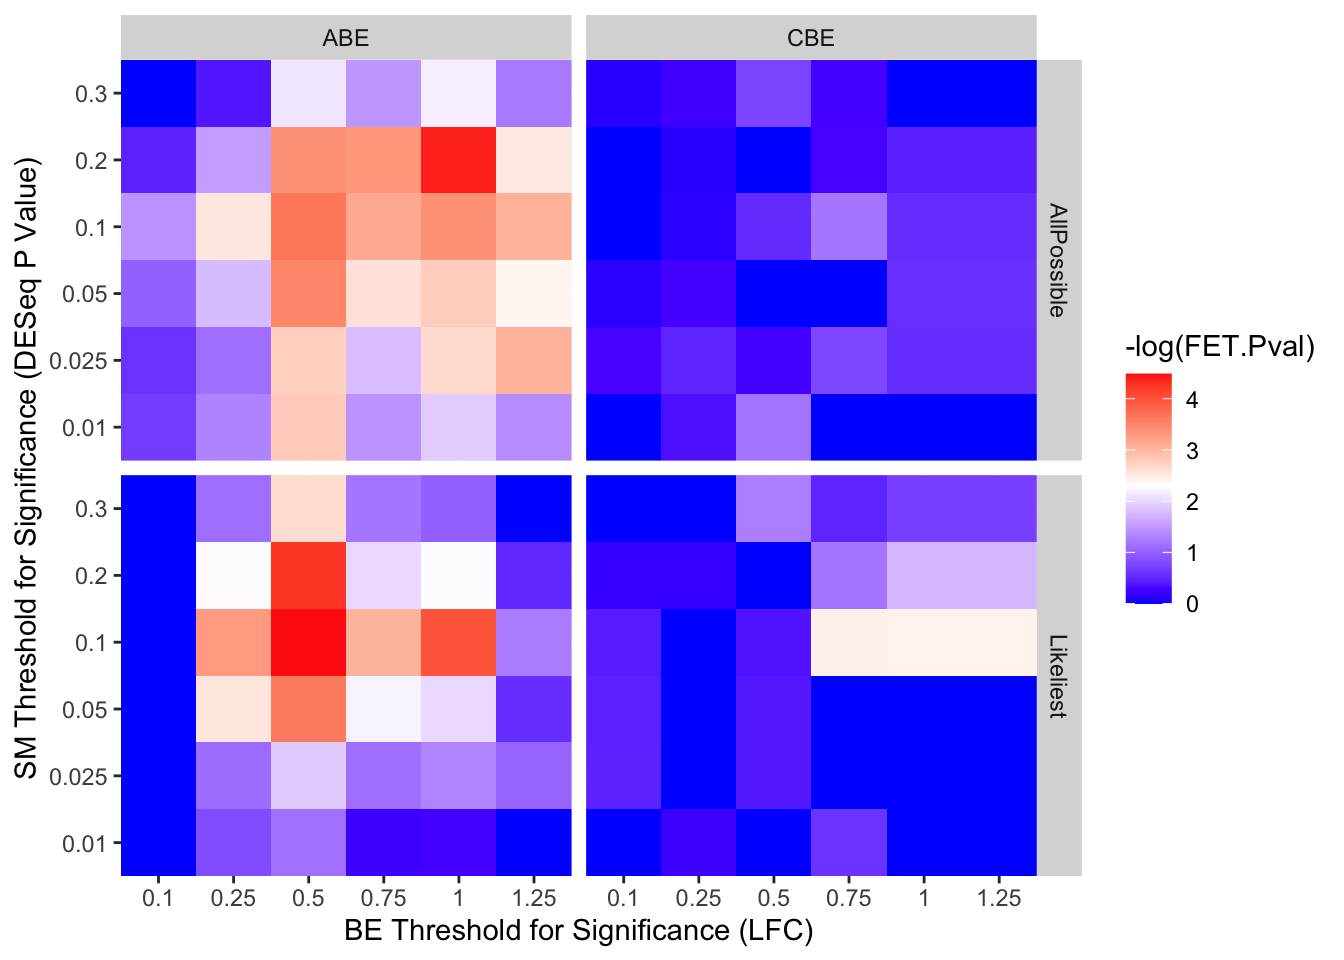 ABE
CBE
SM Threshold for Significance (DESeq P Value)
0.3
0.2
0.1
0.05
0.025
0.01
AllPossible
0.3
0.2
0.1
0.05
0.025
0.01
Likeliest
0.1 0.25 0.5 0.75 1 1.25
0.1 0.25 0.5 0.75 1 1.25
BE Threshold for Significance (LFC)
-log(FET.Pval)
4
3
2
1
0